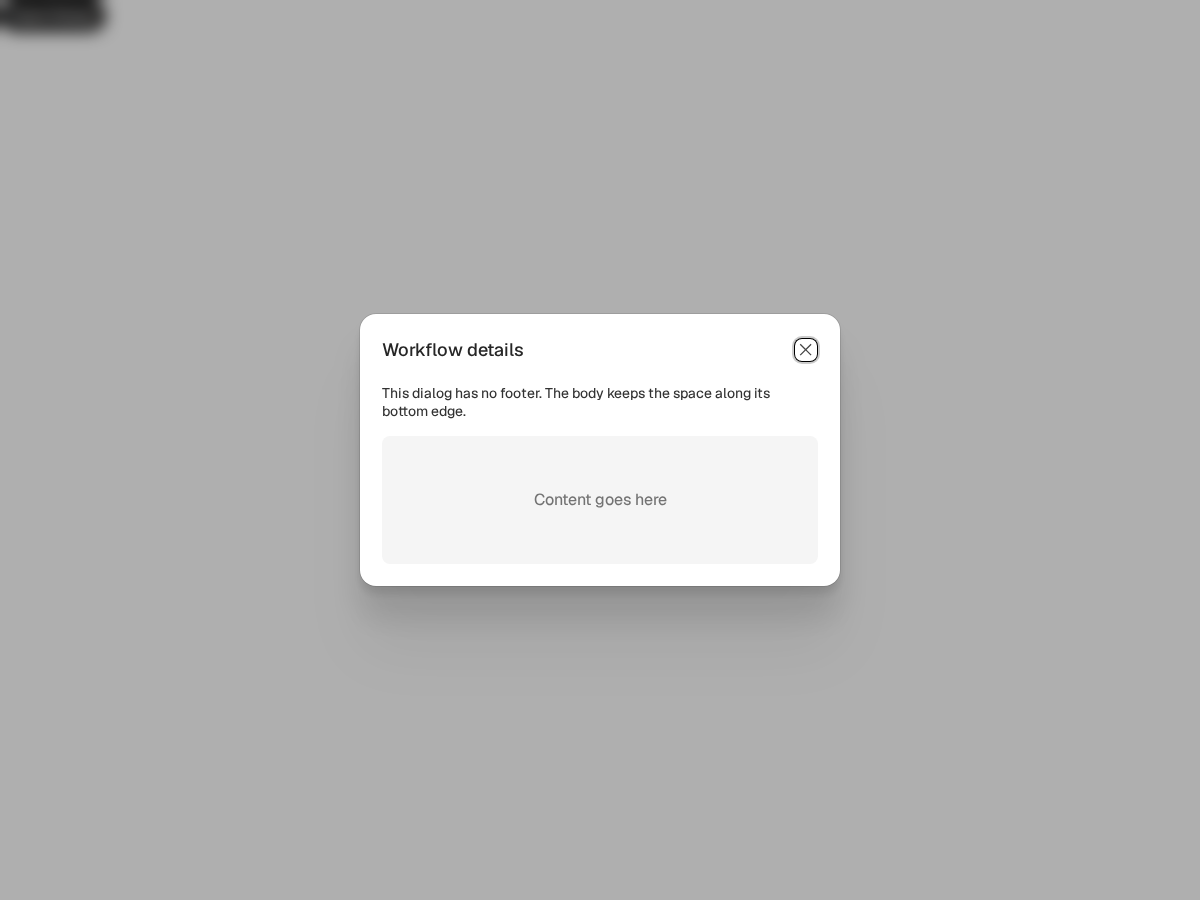 Workflow details
This dialog has no footer. The body keeps the space along its
bottom edge.
Content goes here